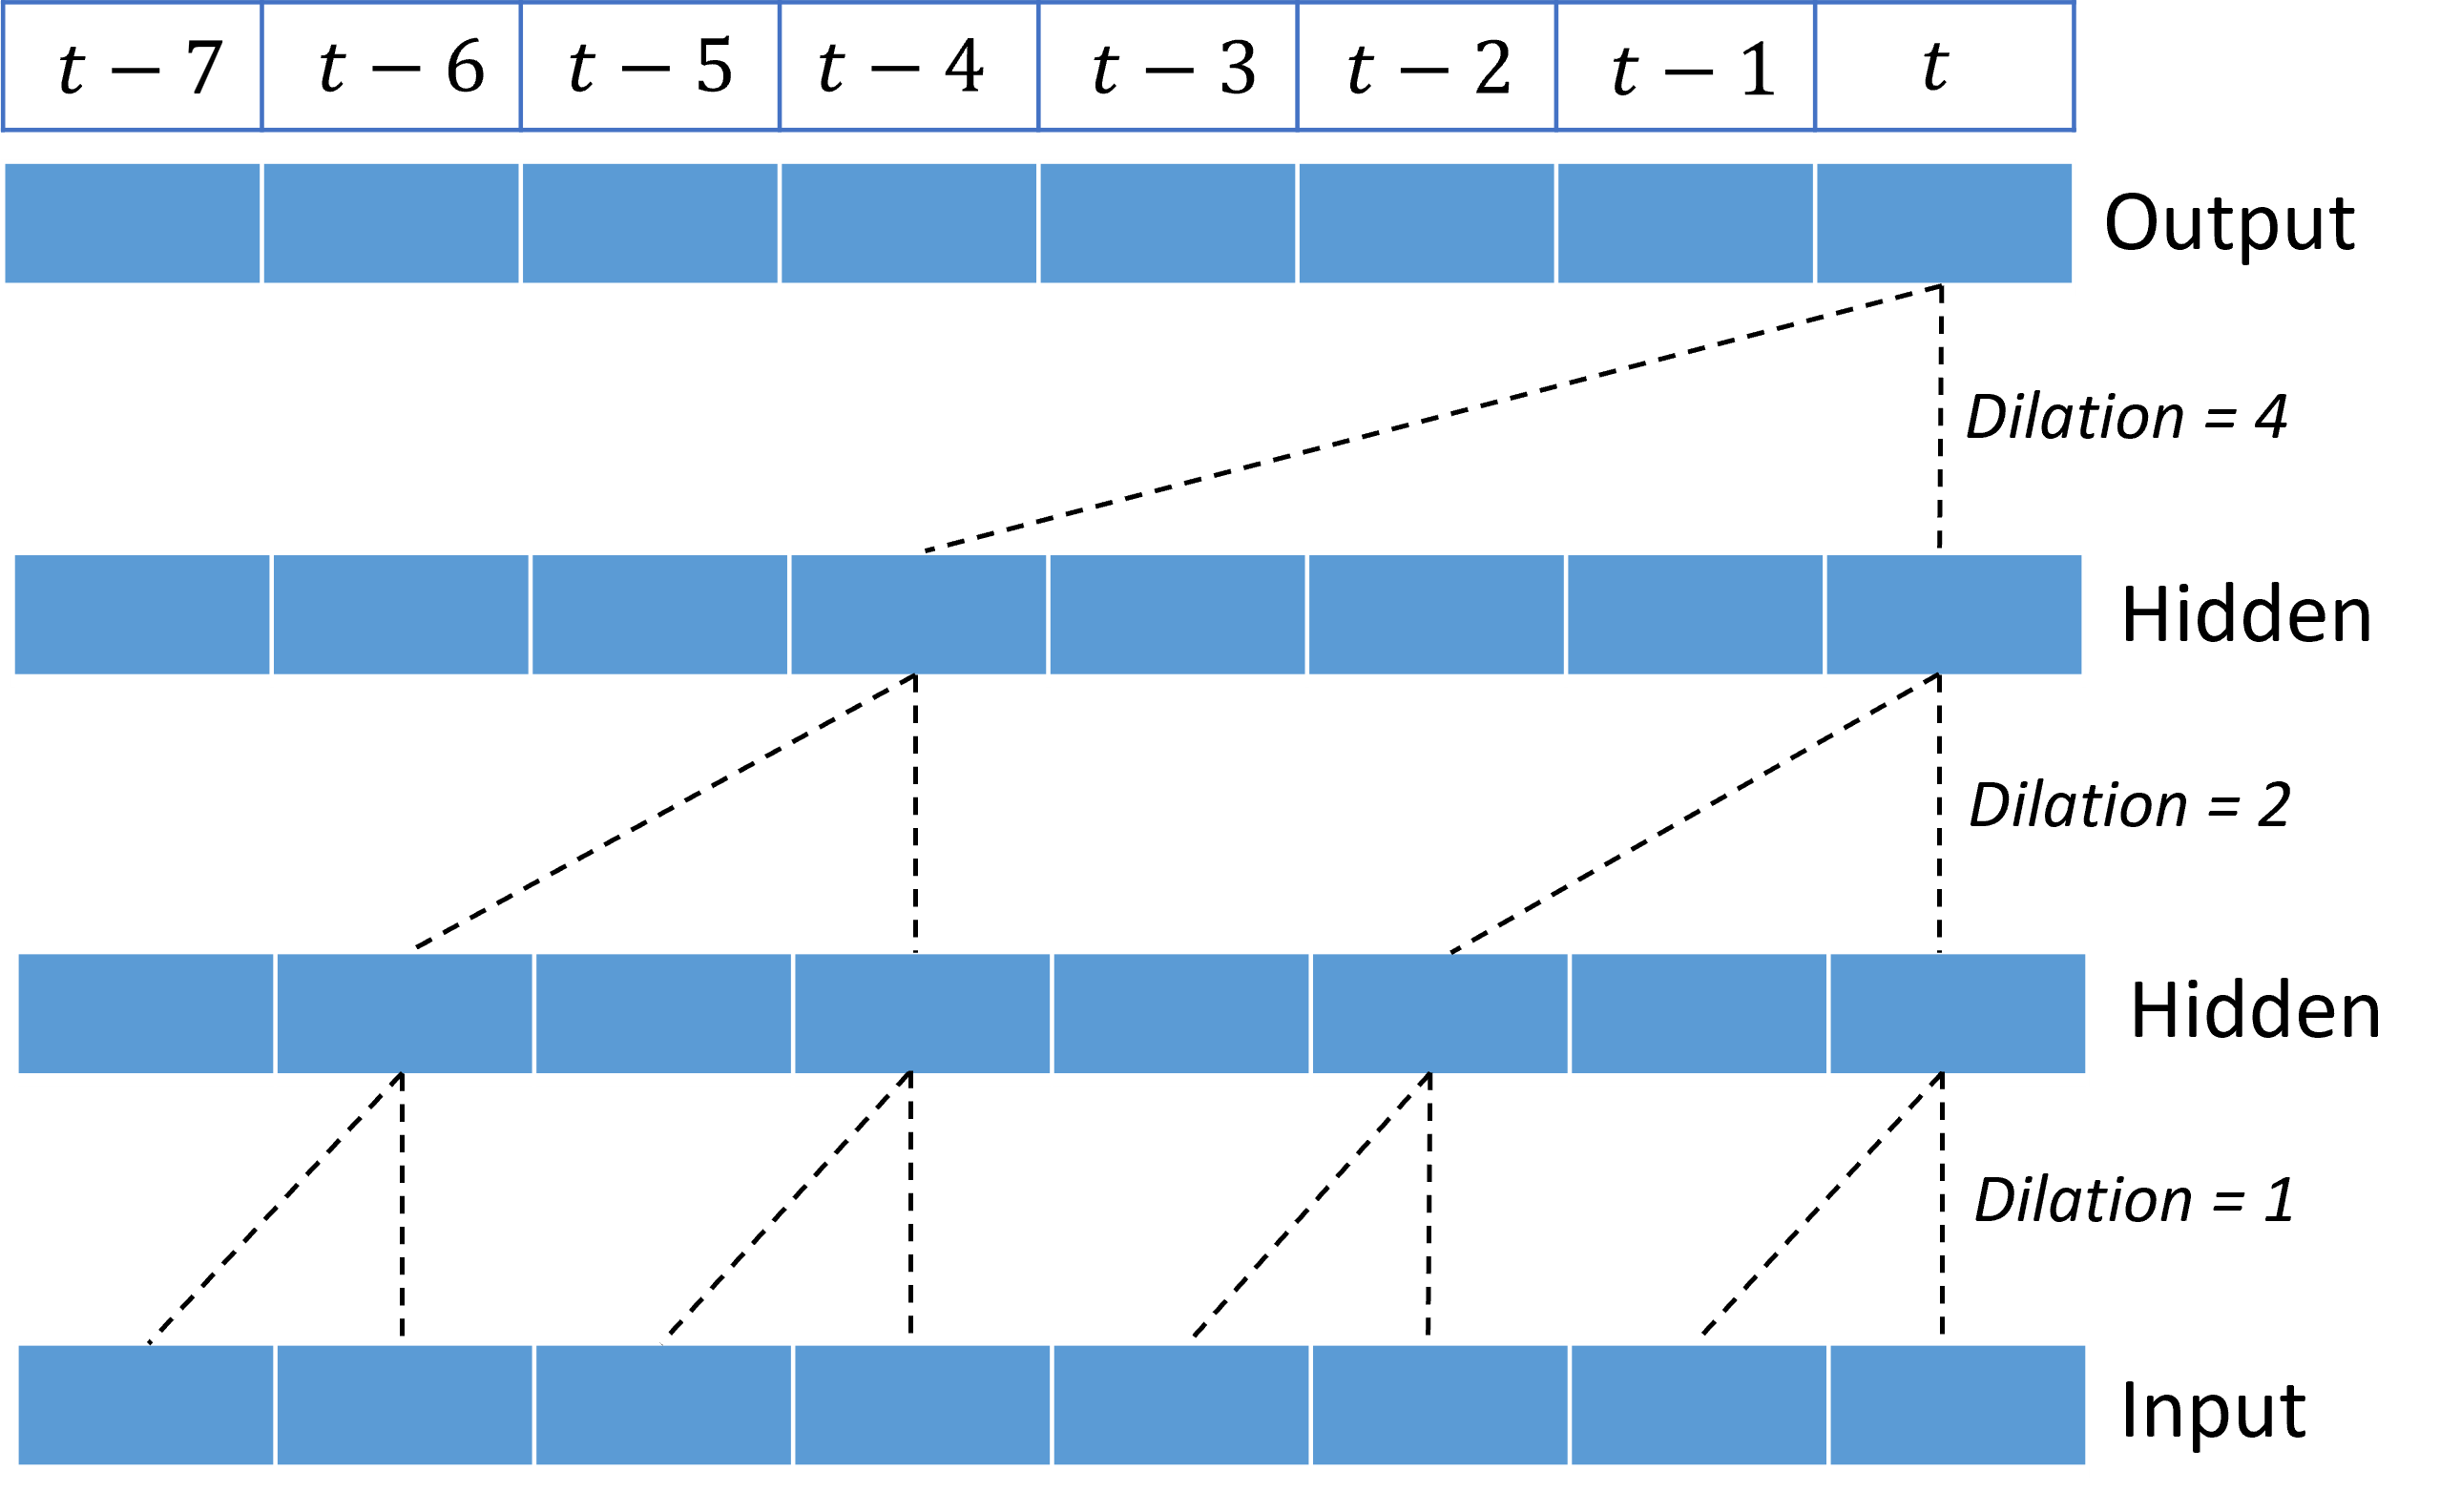 t − 7 t − 6 t − 5 t − 4 t − 3 t − 2 t − 1 t
Output
Dilation = 4
Hidden
Dilation = 2
Hidden
Dilation = 1
Input